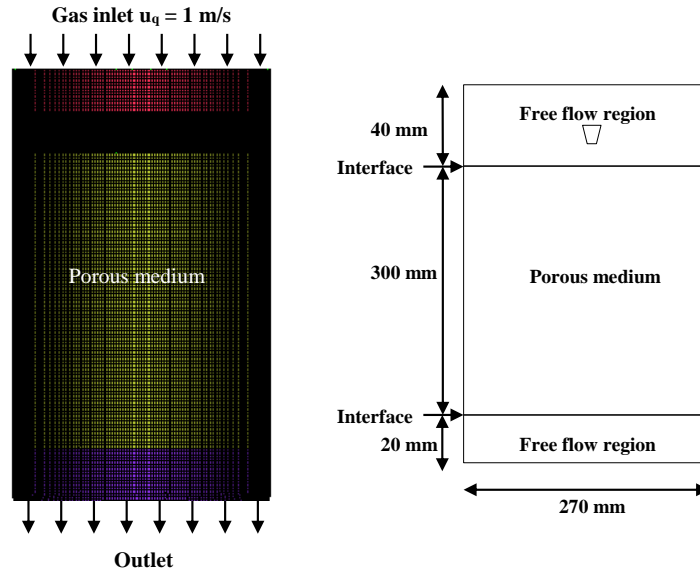 Gas inlet u_q = 1 m/s
Porous medium
Outlet
40 mm
Free flow region
Interface
300 mm
Porous medium
Interface
20 mm
Free flow region
270 mm